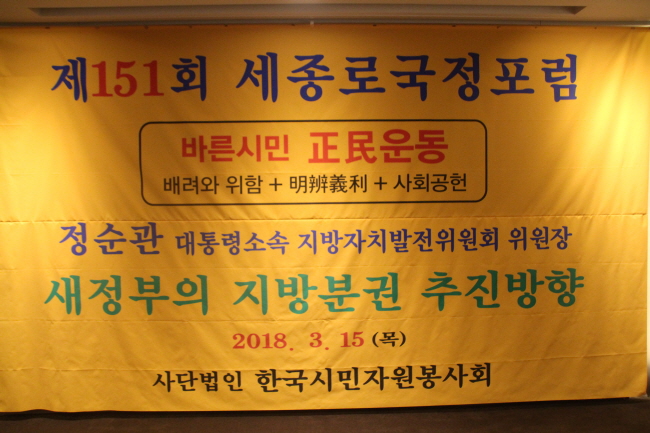 제151회 세종로국정포럼
바른시민 正民운동
배려와 위함 + 明辨義利 + 사회공헌
정순관 대통령소속 지방자치발전위원회 위원장
새정부의 지방분권 추진방향
2018. 3. 15 (목)
사단법인 한국시민자원봉사회